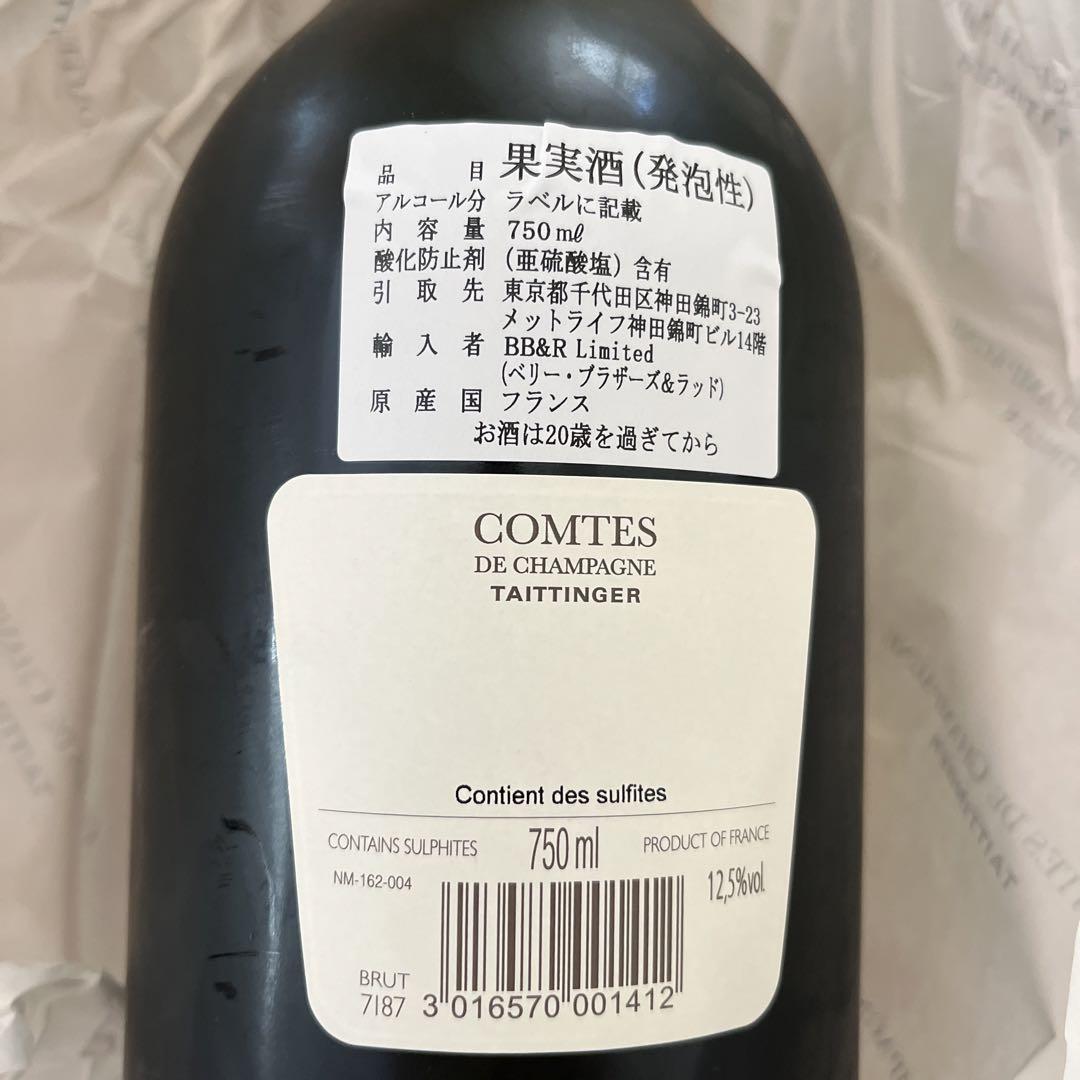 品目 果実酒(発泡性)
アルコール分 ラベルに記載
内容量 750㎖
酸化防止剤 (亜硫酸塩)含有
引取先 東京都千代田区神田錦町3-23
メットライフ神田錦町ビル14階
輸入者 BB&R Limited
(ベリー・ブラザーズ&ラッド)
原産国 フランス
お酒は20歳を過ぎてから
COMTES
DE CHAMPAGNE
TAITTINGER
Contient des sulfites
CONTAINS SULPHITES 750 ml PRODUCT OF FRANCE
NM-162-004 12,5%vol.
BRUT
7187 3 016570 001412